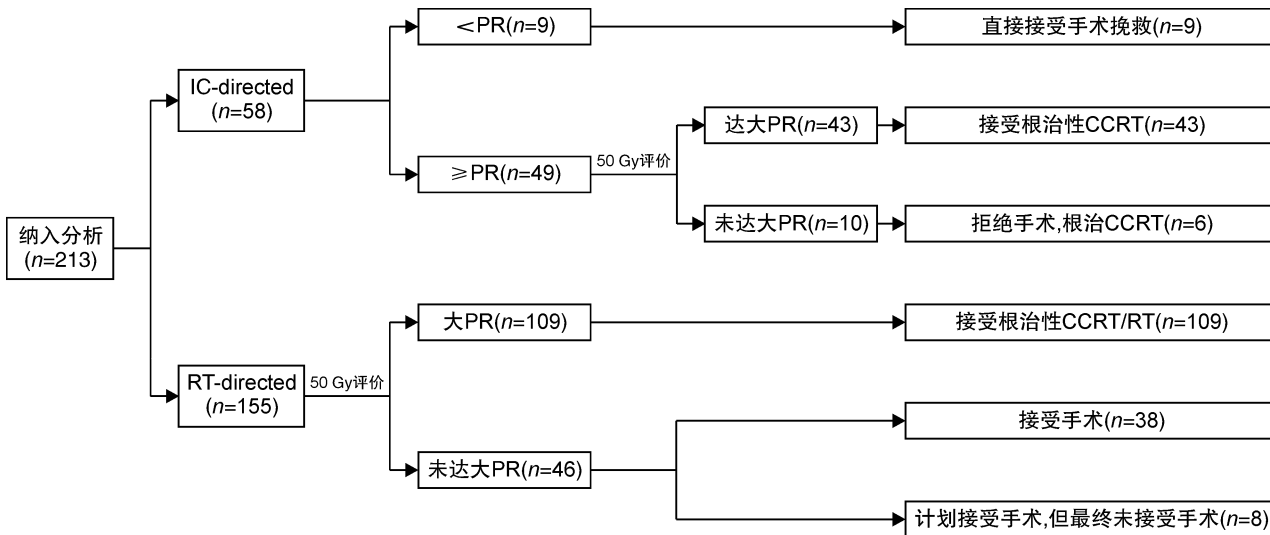 纳入分析
(n=213)
IC-directed
(n=58)
<PR(n=9)
直接接受手术挽救(n=9)
≥PR(n=49)
50 Gy评价
达大PR(n=43)
接受根治性CCRT(n=43)
未达大PR(n=10)
拒绝手术,根治CCRT(n=6)
RT-directed
(n=155)
50 Gy评价
大PR(n=109)
接受根治性CCRT/RT(n=109)
未达大PR(n=46)
接受手术(n=38)
计划接受手术,但最终未接受手术(n=8)